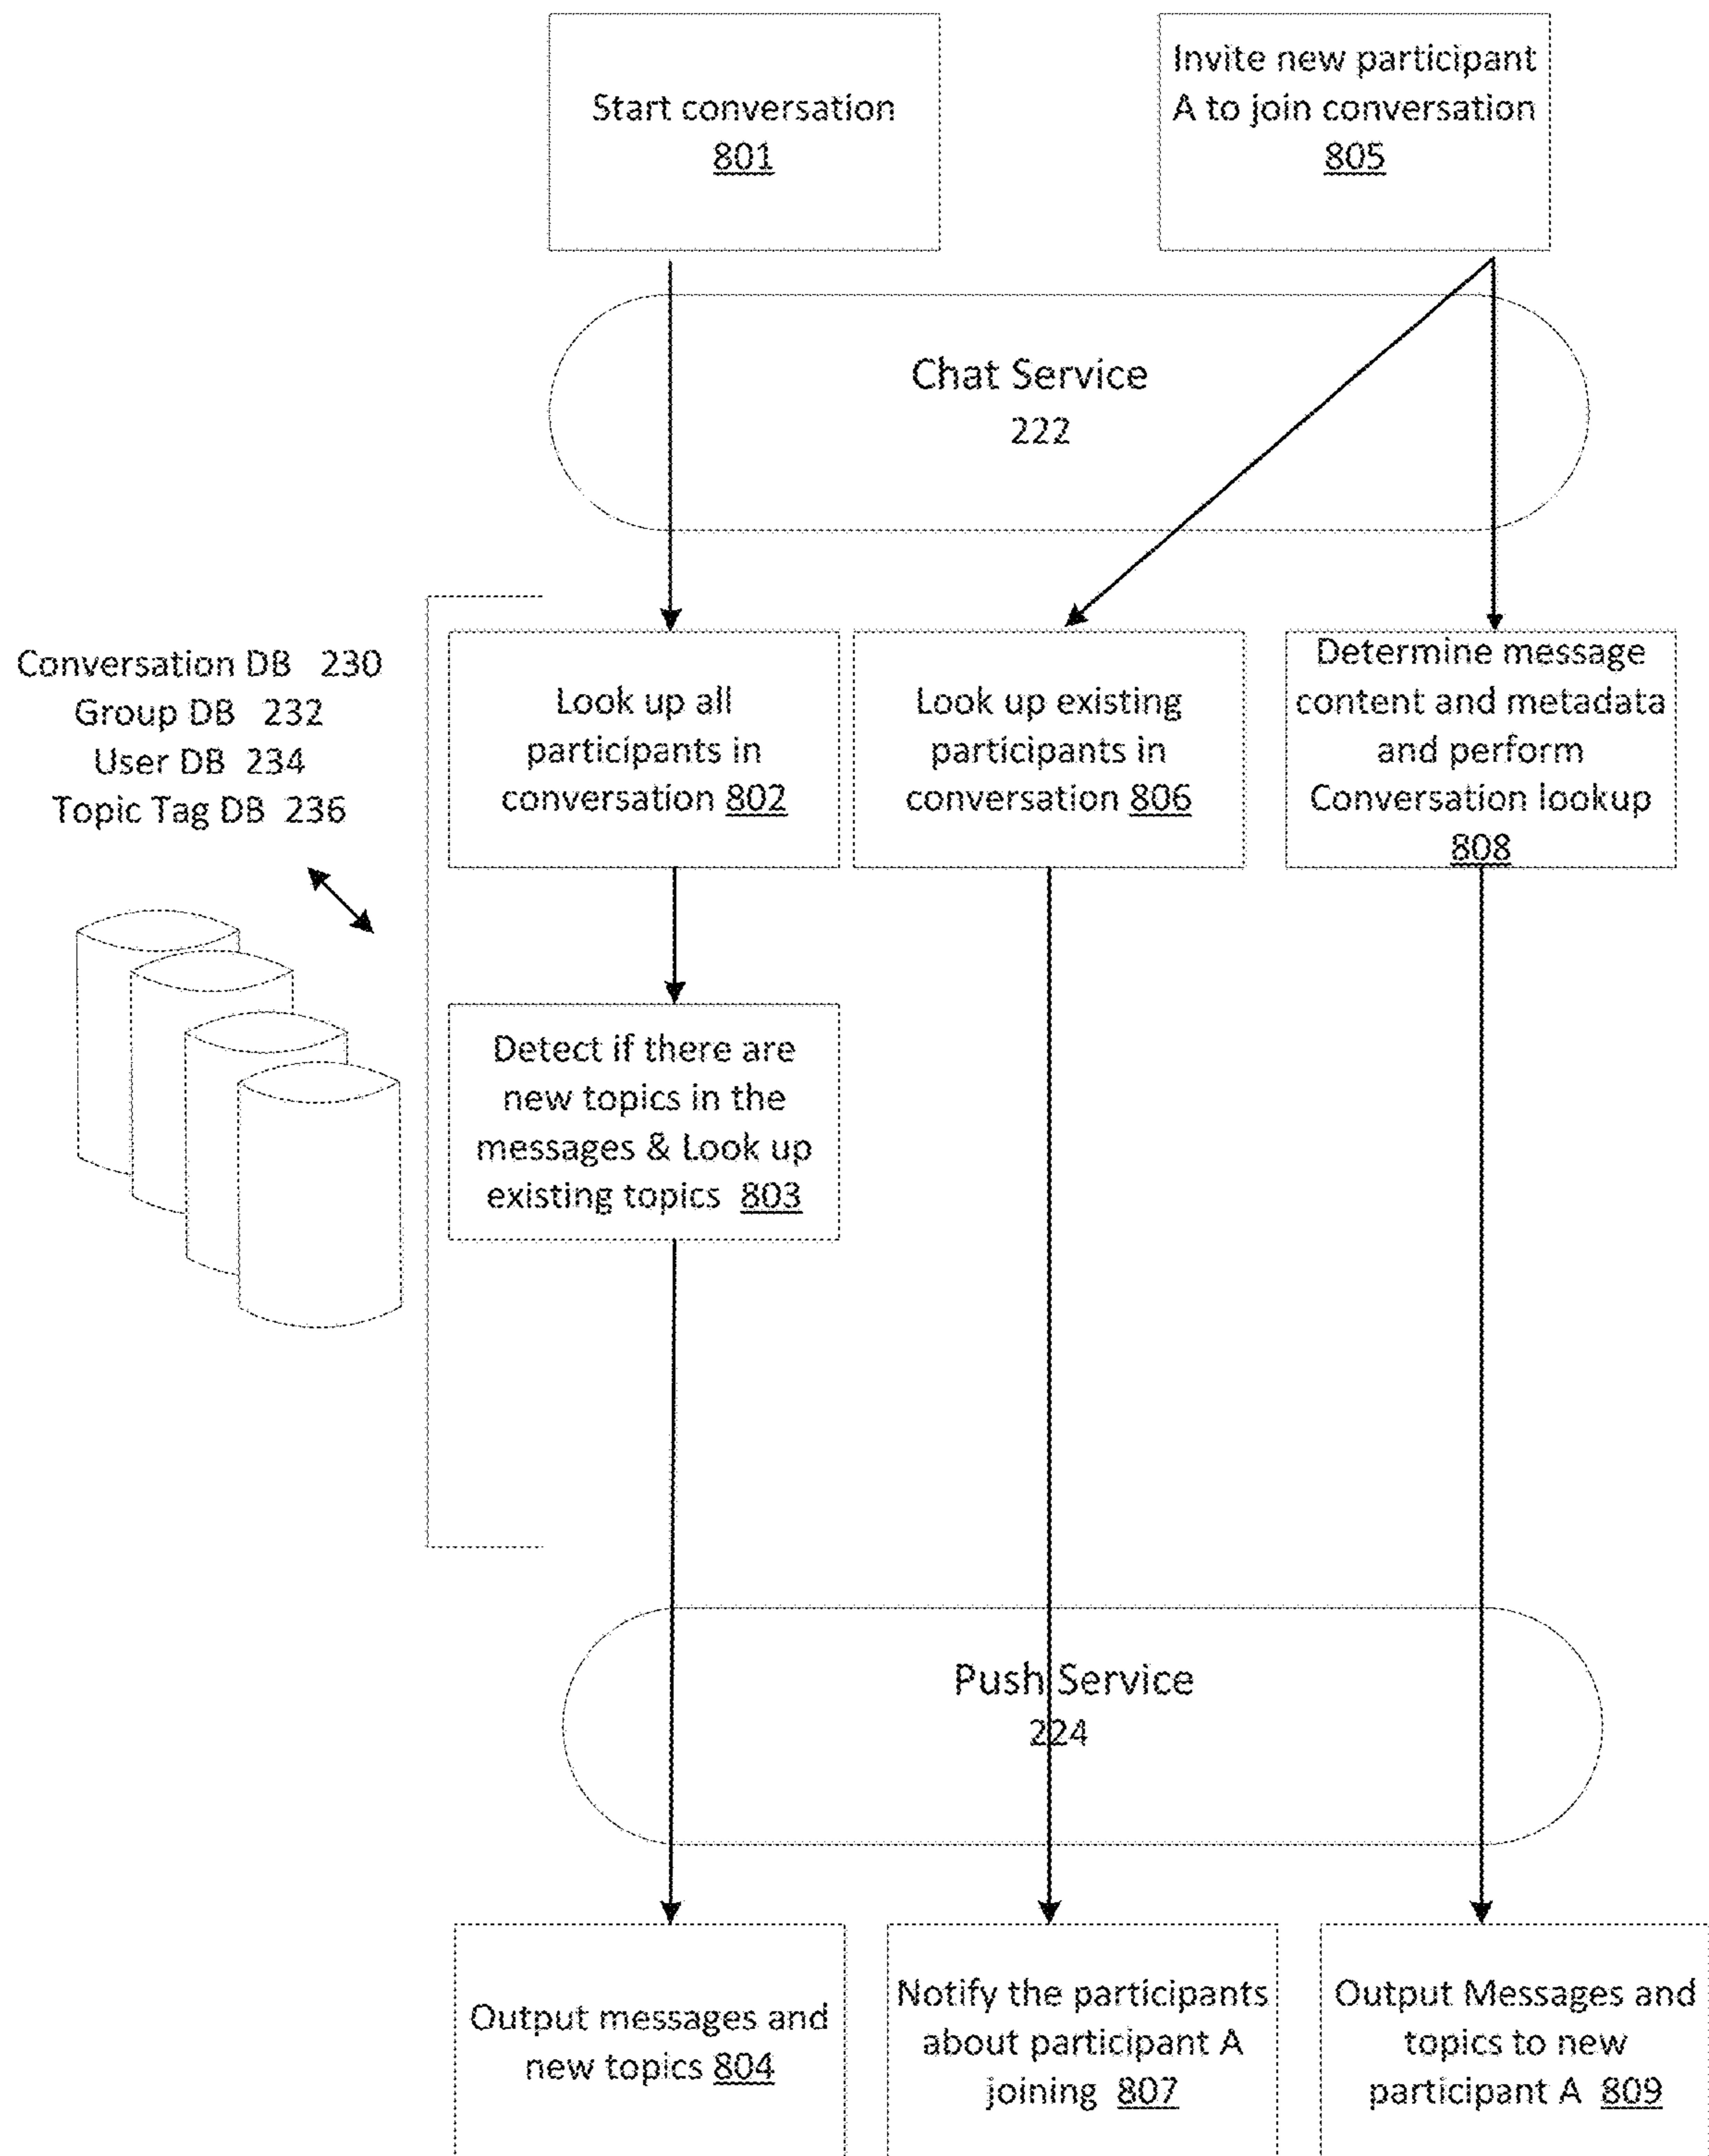 Start conversation
801
Invite new participant
A to join conversation
805
Chat Service
222
Conversation DB 230
Group DB 232
User DB 234
Topic Tag DB 236
Look up all
participants in
conversation 802
Look up existing
participants in
conversation 806
Determine message
content and metadata
and perform
Conversation lookup
808
Detect if there are
new topics in the
messages & Look up
existing topics 803
Push Service
224
Output messages and
new topics 804
Notify the participants
about participant A
joining 807
Output Messages and
topics to new
participant A 809